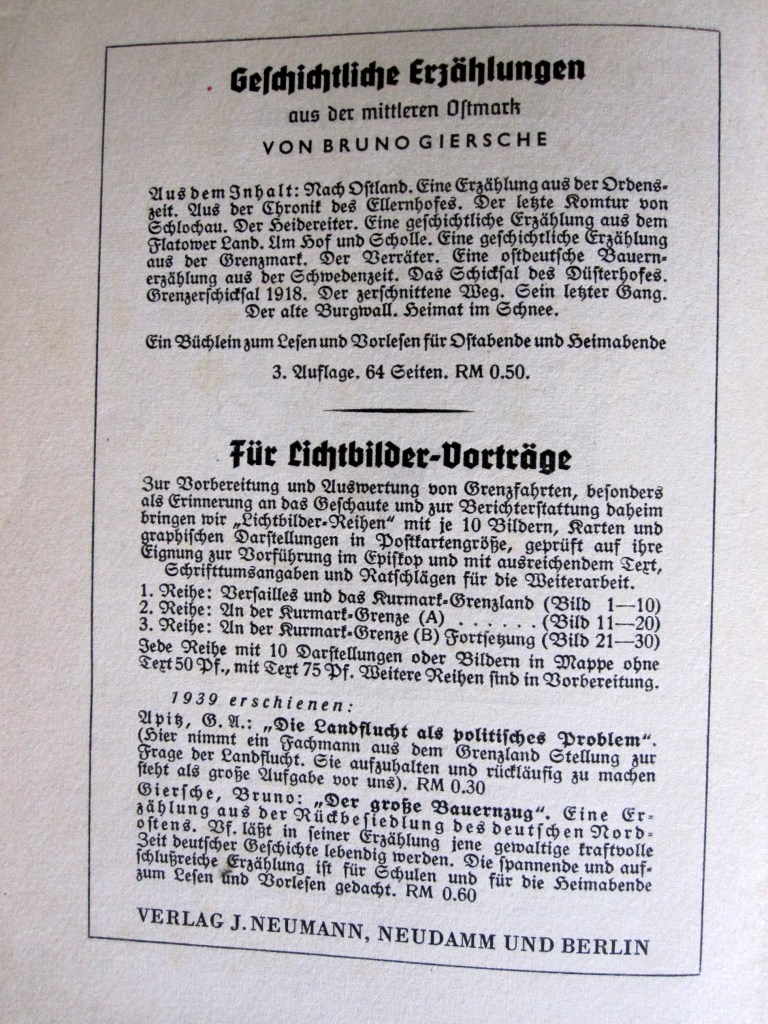 Geschichtliche Erzählungen
aus der mittleren Ostmark
VON BRUNO GIERSCHE
Aus dem Inhalt: Nach Ostland. Eine Erzählung aus der Ordens-
zeit. Aus der Chronik des Ellernhofes. Der letzte Komtur von
Schlochau. Der Heidereiter. Eine geschichtliche Erzählung aus dem
Flatower Land. Um Hof und Scholle. Eine geschichtliche Erzählung
aus der Grenzmark. Der Verräter. Eine ostdeutsche Bauern-
erzählung aus der Schwedenzeit. Das Schicksal des Düsterhofes.
Grenzerschicksal 1918. Der zerschnittene Weg. Sein letzter Gang.
Der alte Burgwall. Heimat im Schnee.
Ein Büchlein zum Lesen und Vorlesen für Ostabende und Heimabende
3. Auflage. 64 Seiten. RM 0.50.
Für Lichtbilder-Vorträge
Zur Vorbereitung und Auswertung von Grenzfahrten, besonders
als Erinnerung an das Geschaute und zur Berichterstattung daheim
bringen wir „Lichtbilder-Reihen“ mit je 10 Bildern, Karten und
graphischen Darstellungen in Postkartengröße, geprüft auf ihre
Eignung zur Vorführung im Episkop und mit ausreichendem Text,
Schrifttumsangaben und Ratschlägen für die Weiterarbeit.
1. Reihe: Versailles und das Kurmark-Grenzland (Bild 1—10)
2. Reihe: An der Kurmark-Grenze (A) . . . . . . (Bild 11—20)
3. Reihe: An der Kurmark-Grenze (B) Fortsetzung (Bild 21—30)
Jede Reihe mit 10 Darstellungen oder Bildern in Mappe ohne
Text 50 Pf., mit Text 75 Pf. Weitere Reihen sind in Vorbereitung.
1939 erschienen:
Apitz, G. A.: „Die Landflucht als politisches Problem“.
(Hier nimmt ein Fachmann aus dem Grenzland Stellung zur
Frage der Landflucht. Sie aufzuhalten und rückläufig zu machen
steht als große Aufgabe vor uns). RM 0.30
Giersche, Bruno: „Der große Bauernzug“. Eine Er-
zählung aus der Rückbesiedlung des deutschen Nord-
ostens. Vf. läßt in seiner Erzählung jene gewaltige kraftvolle
Zeit deutscher Geschichte lebendig werden. Die spannende und auf-
schlußreiche Erzählung ist für Schulen und für die Heimabende
zum Lesen und Vorlesen gedacht. RM 0.60
VERLAG J. NEUMANN, NEUDAMM UND BERLIN